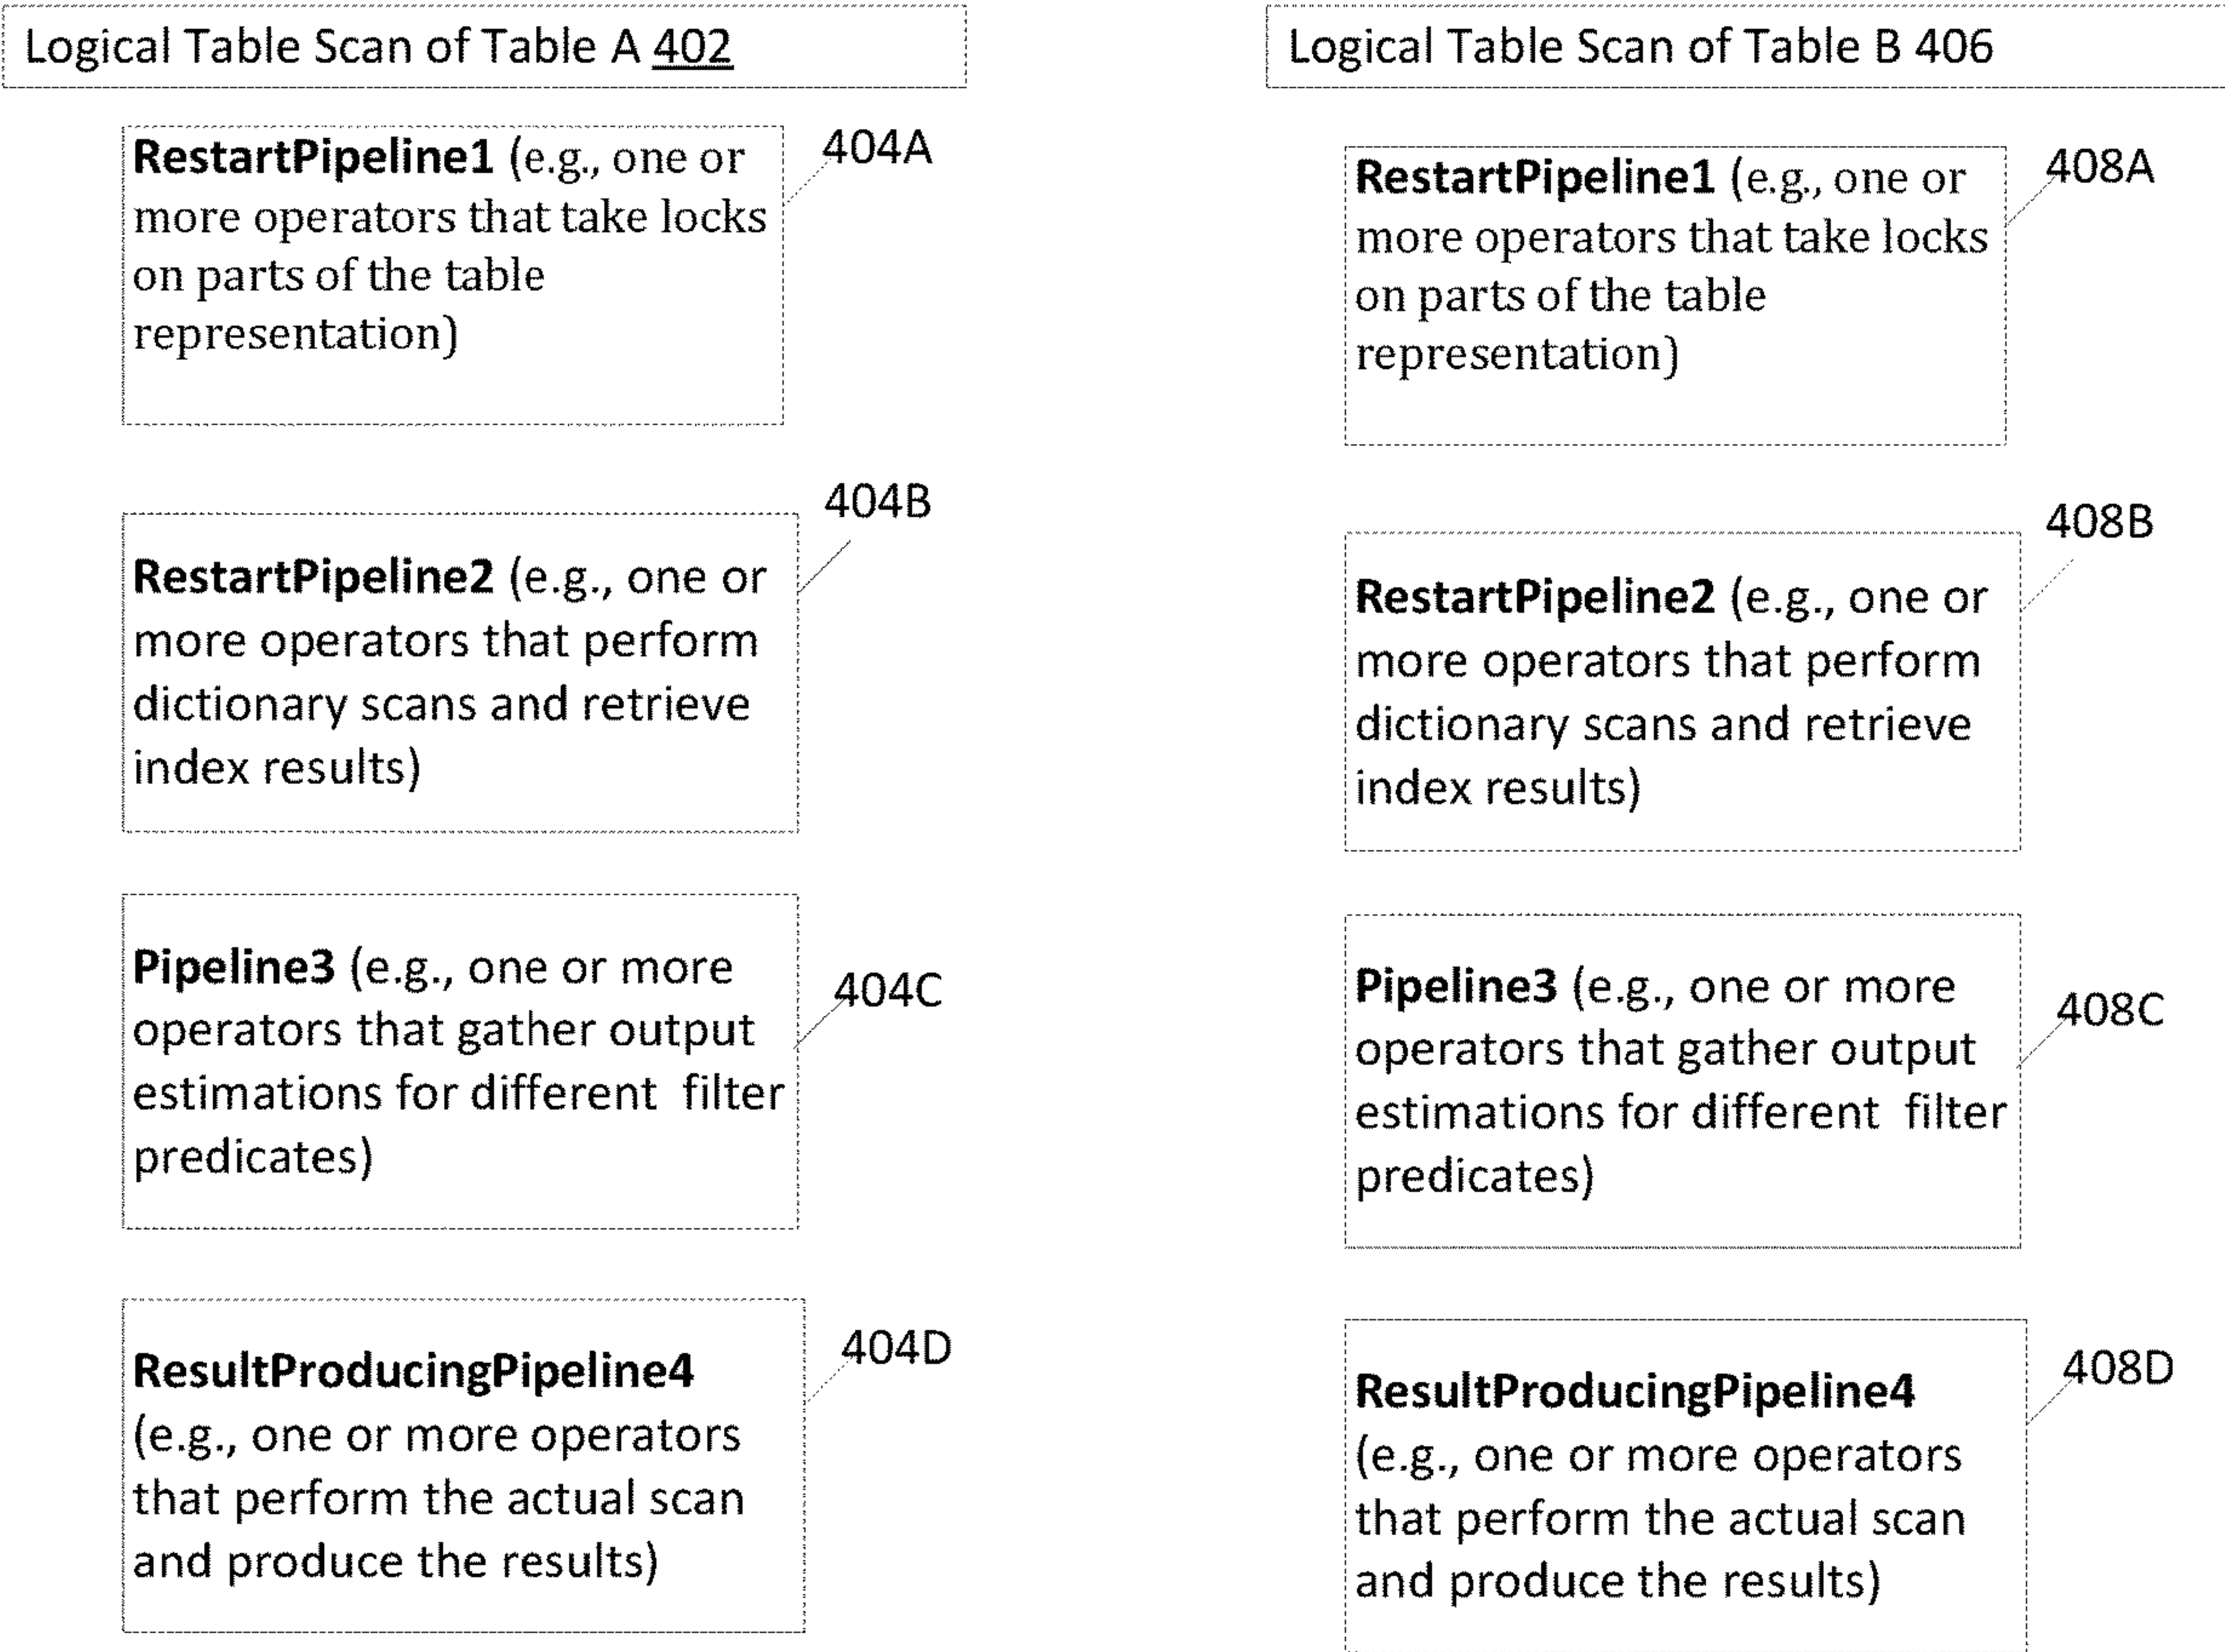 Logical Table Scan of Table A 402
RestartPipeline1 (e.g., one or
more operators that take locks
on parts of the table
representation)
404A
RestartPipeline2 (e.g., one or
more operators that perform
dictionary scans and retrieve
index results)
404B
Pipeline3 (e.g., one or more
operators that gather output
estimations for different filter
predicates)
404C
ResultProducingPipeline4
(e.g., one or more operators
that perform the actual scan
and produce the results)
404D
Logical Table Scan of Table B 406
RestartPipeline1 (e.g., one or
more operators that take locks
on parts of the table
representation)
408A
RestartPipeline2 (e.g., one or
more operators that perform
dictionary scans and retrieve
index results)
408B
Pipeline3 (e.g., one or more
operators that gather output
estimations for different filter
predicates)
408C
ResultProducingPipeline4
(e.g., one or more operators
that perform the actual scan
and produce the results)
408D